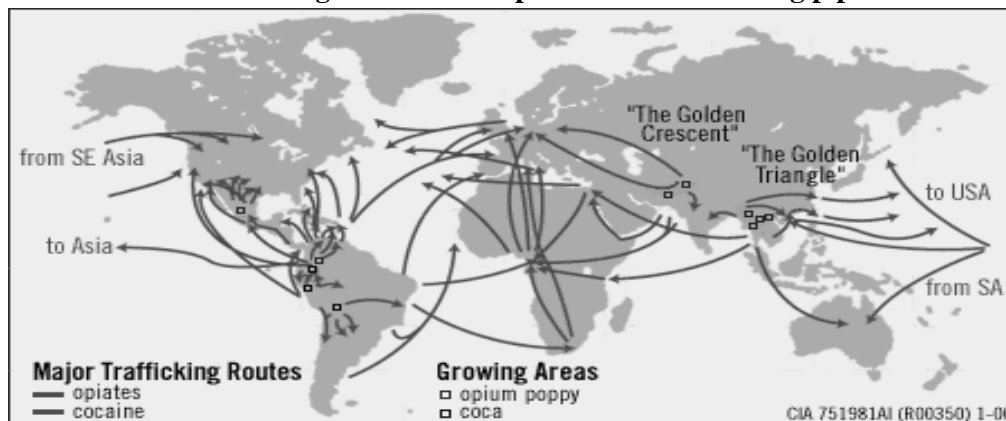 "The Golden
Crescent"
"The Golden
Triangle"
from SE Asia
to USA
to Asia
from SA
Major Trafficking Routes
opiates
cocaine
Growing Areas
opium poppy
coca
CIA 751981AI (R00350) 1-00